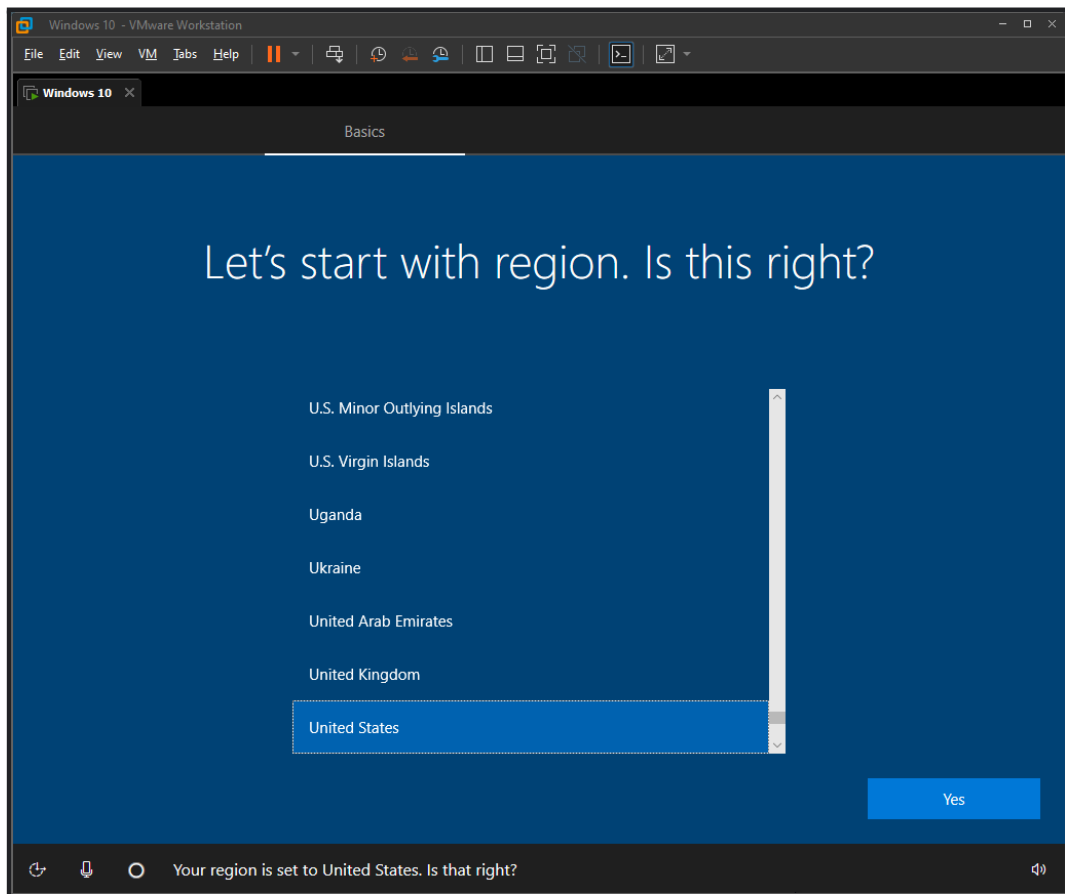 Windows 10 - VMware Workstation
File Edit View VM Tabs Help
Windows 10
Basics
Let's start with region. Is this right?
U.S. Minor Outlying Islands
U.S. Virgin Islands
Uganda
Ukraine
United Arab Emirates
United Kingdom
United States
Yes
Your region is set to United States. Is that right?